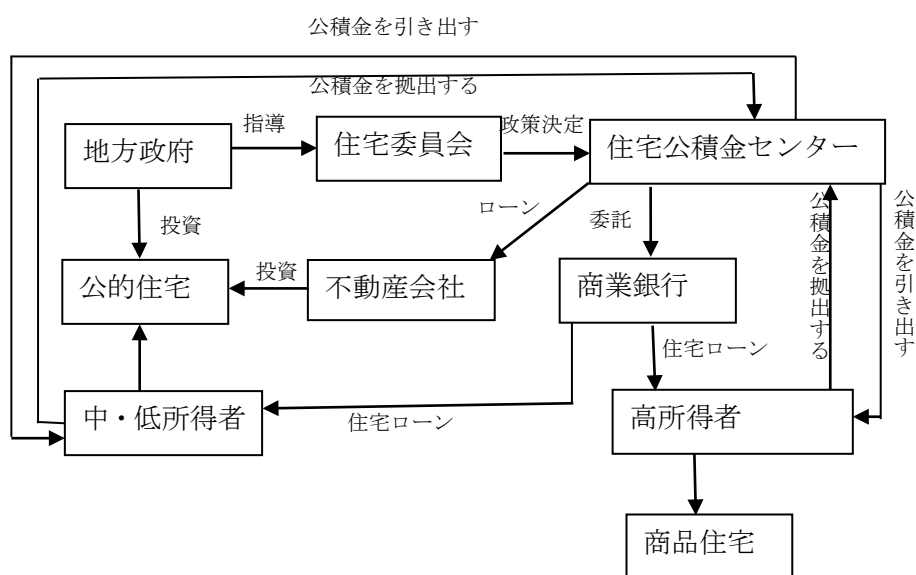 公積金を引き出す
公積金を拠出する
地方政府
指導
住宅委員会
政策決定
住宅公積金センター
投資
ローン
委託
公積金を拠出する
公積金を引き出す
公的住宅
投資
不動産会社
商業銀行
住宅ローン
中・低所得者
住宅ローン
高所得者
商品住宅